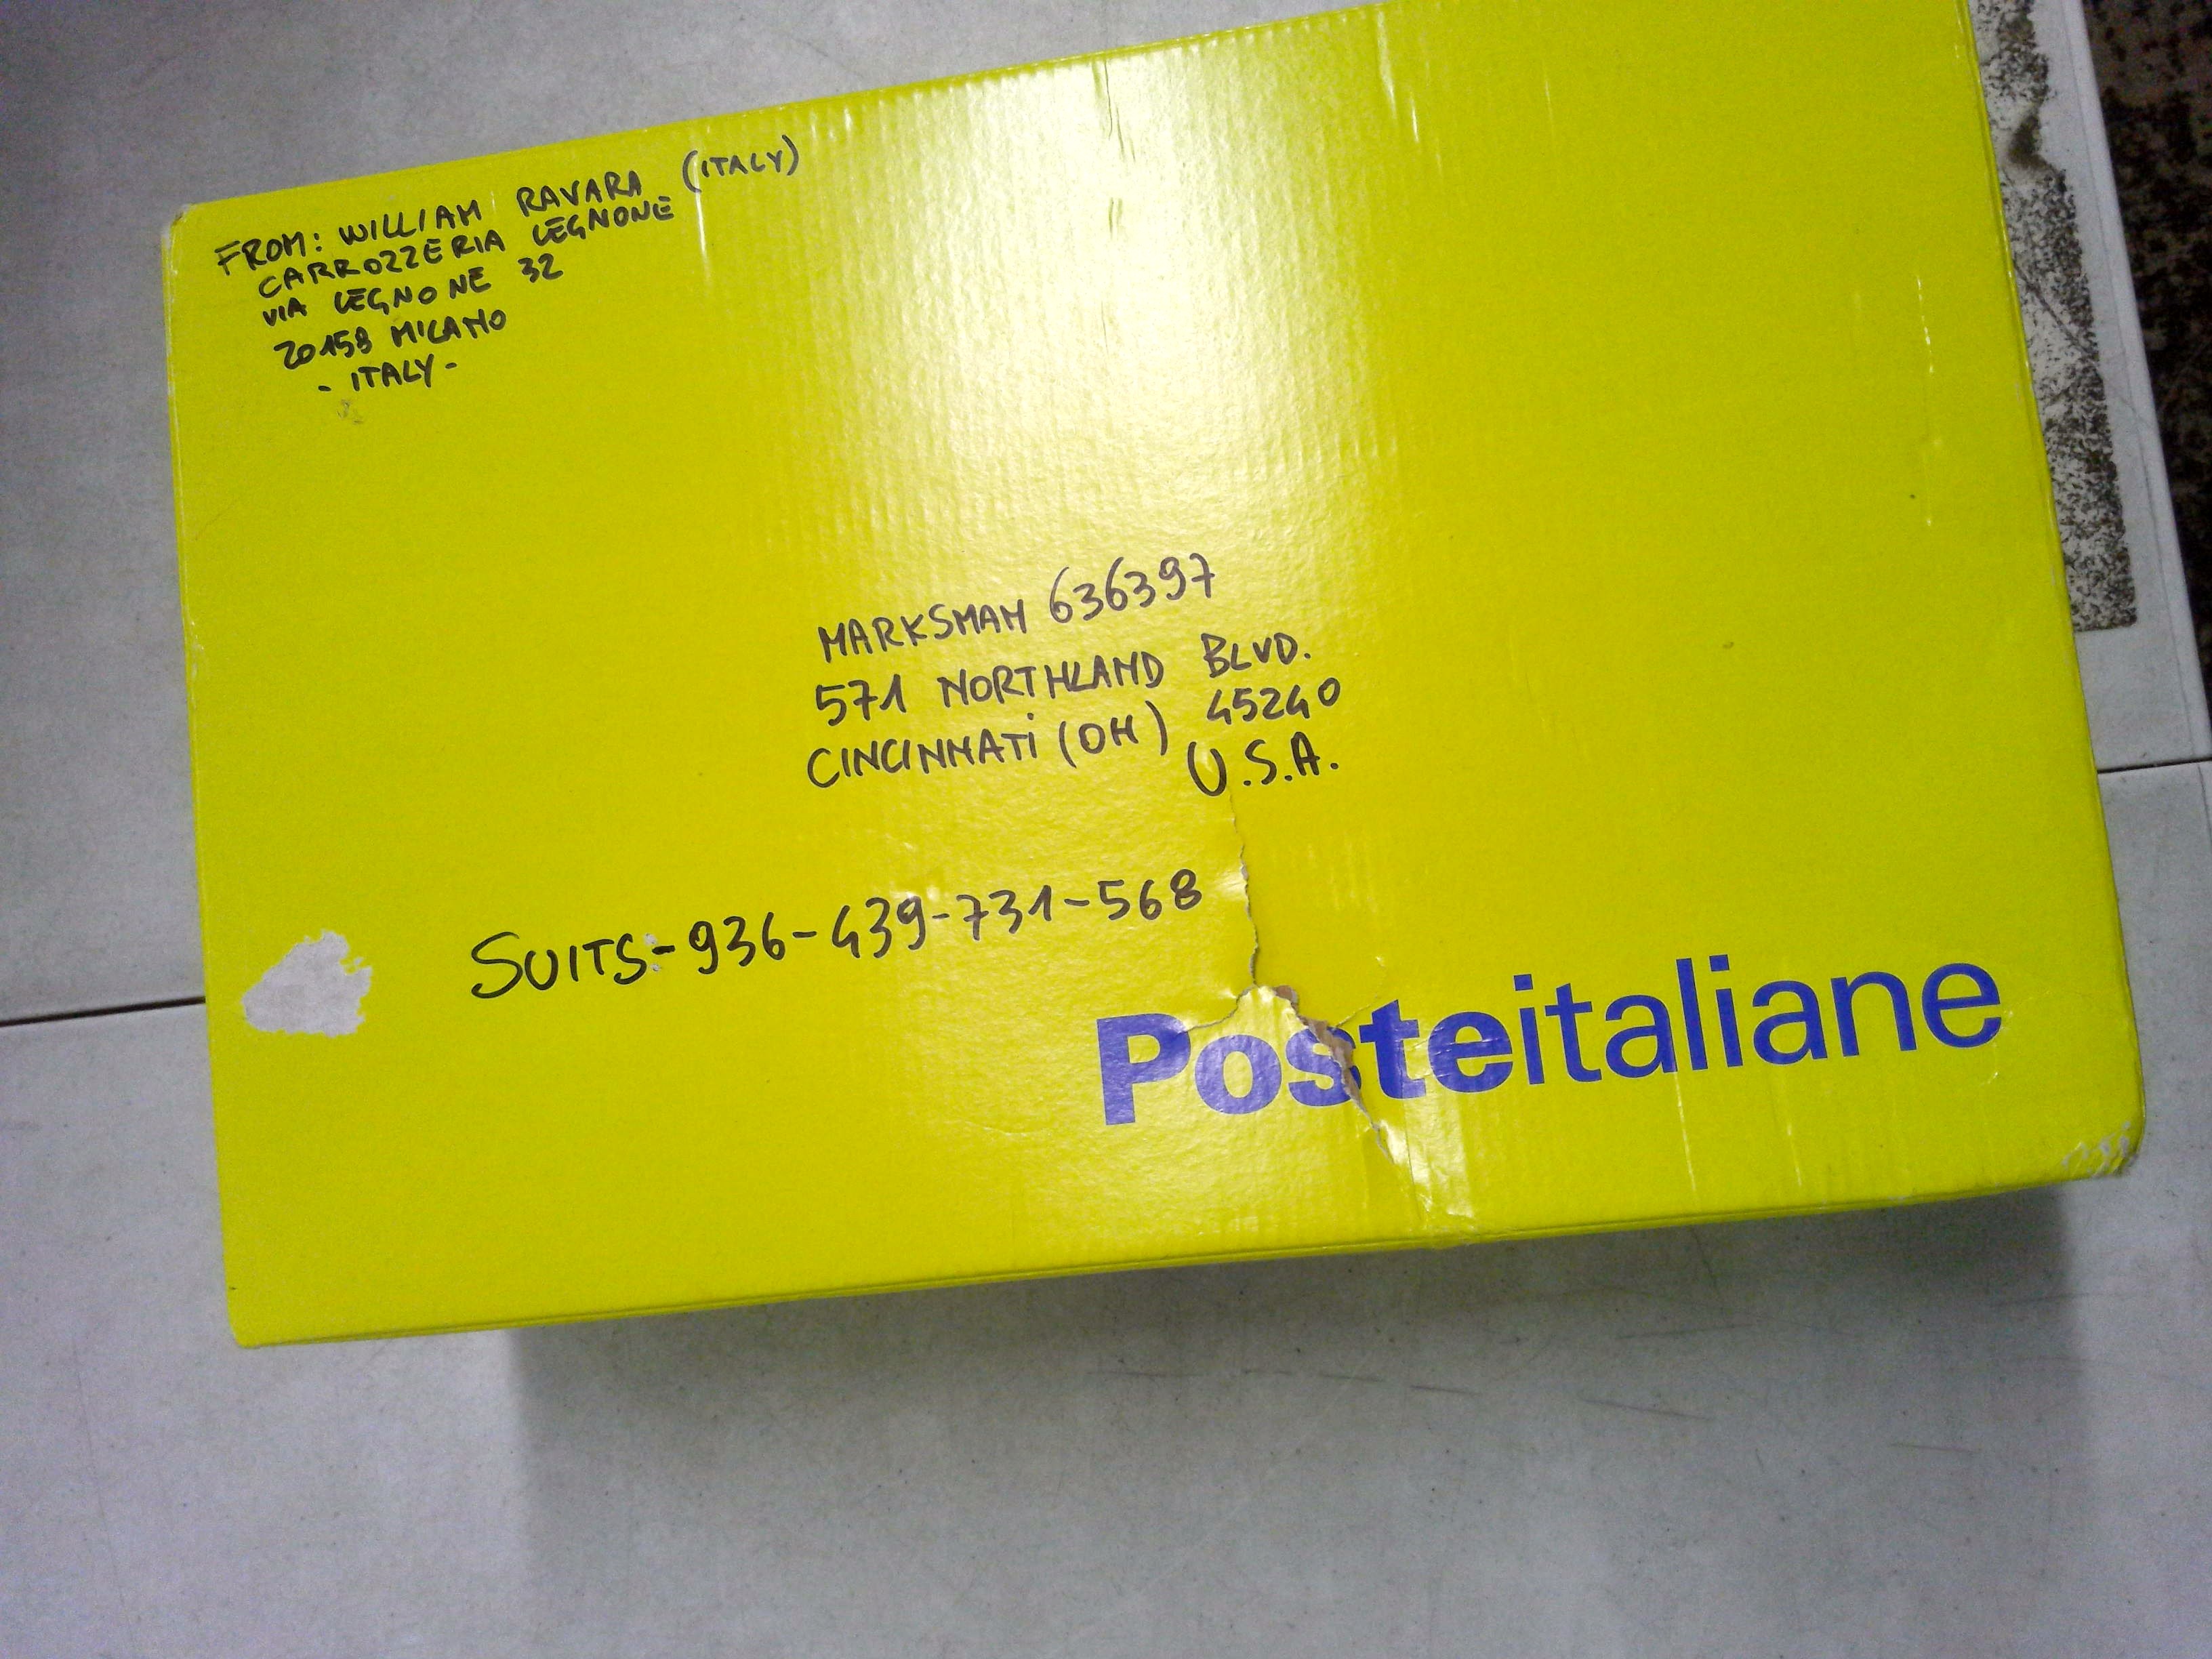 FROM: WILLIAM RAVARA (ITALY)
CARROZZERIA LEGNONE
VIA LEGNONE 32
20158 MILANO
- ITALY -
MARKSMAN 636397
571 NORTHLAND BLVD.
CINCINNATI (OH) 45240
U.S.A.
SUITS-936-439-731-568
Posteitaliane